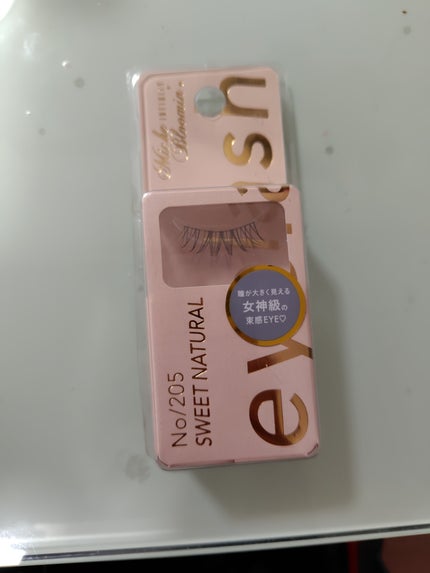 Miche
Bloomin'
eyelash
瞳が大きく見える
女神級の
束感EYE♡
No/205
SWEET NATURAL